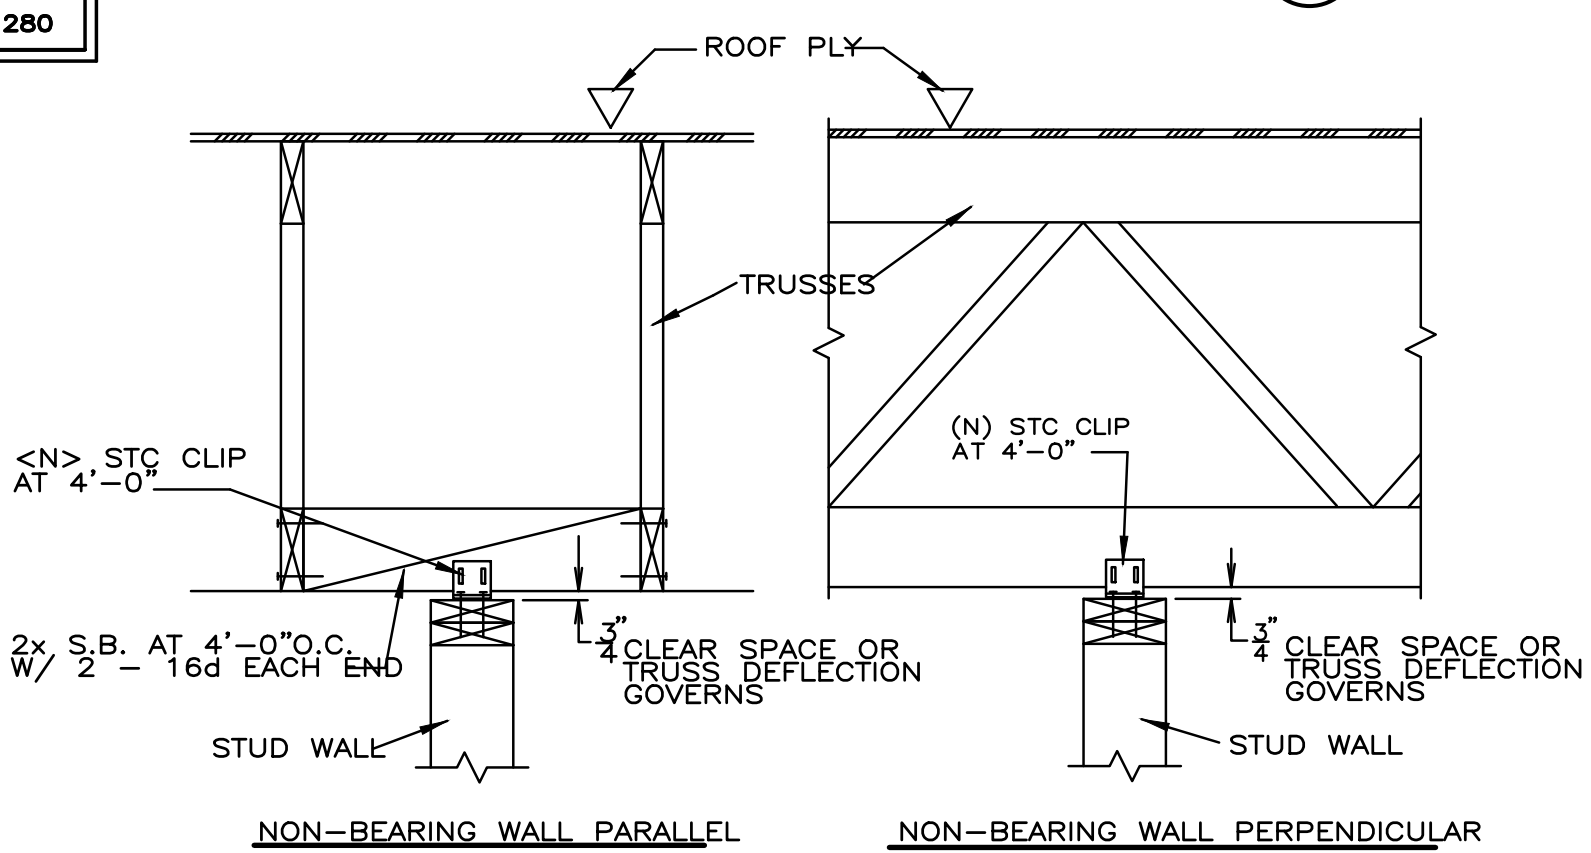 280
ROOF PLY
TRUSSES
<N> STC CLIP
AT 4'-0"
(N) STC CLIP
AT 4'-0"
2x S.B. AT 4'-0"O.C.
W/ 2 - 16d EACH END
3/4" CLEAR SPACE OR
TRUSS DEFLECTION
GOVERNS
3/4" CLEAR SPACE OR
TRUSS DEFLECTION
GOVERNS
STUD WALL
STUD WALL
NON-BEARING WALL PARALLEL
NON-BEARING WALL PERPENDICULAR